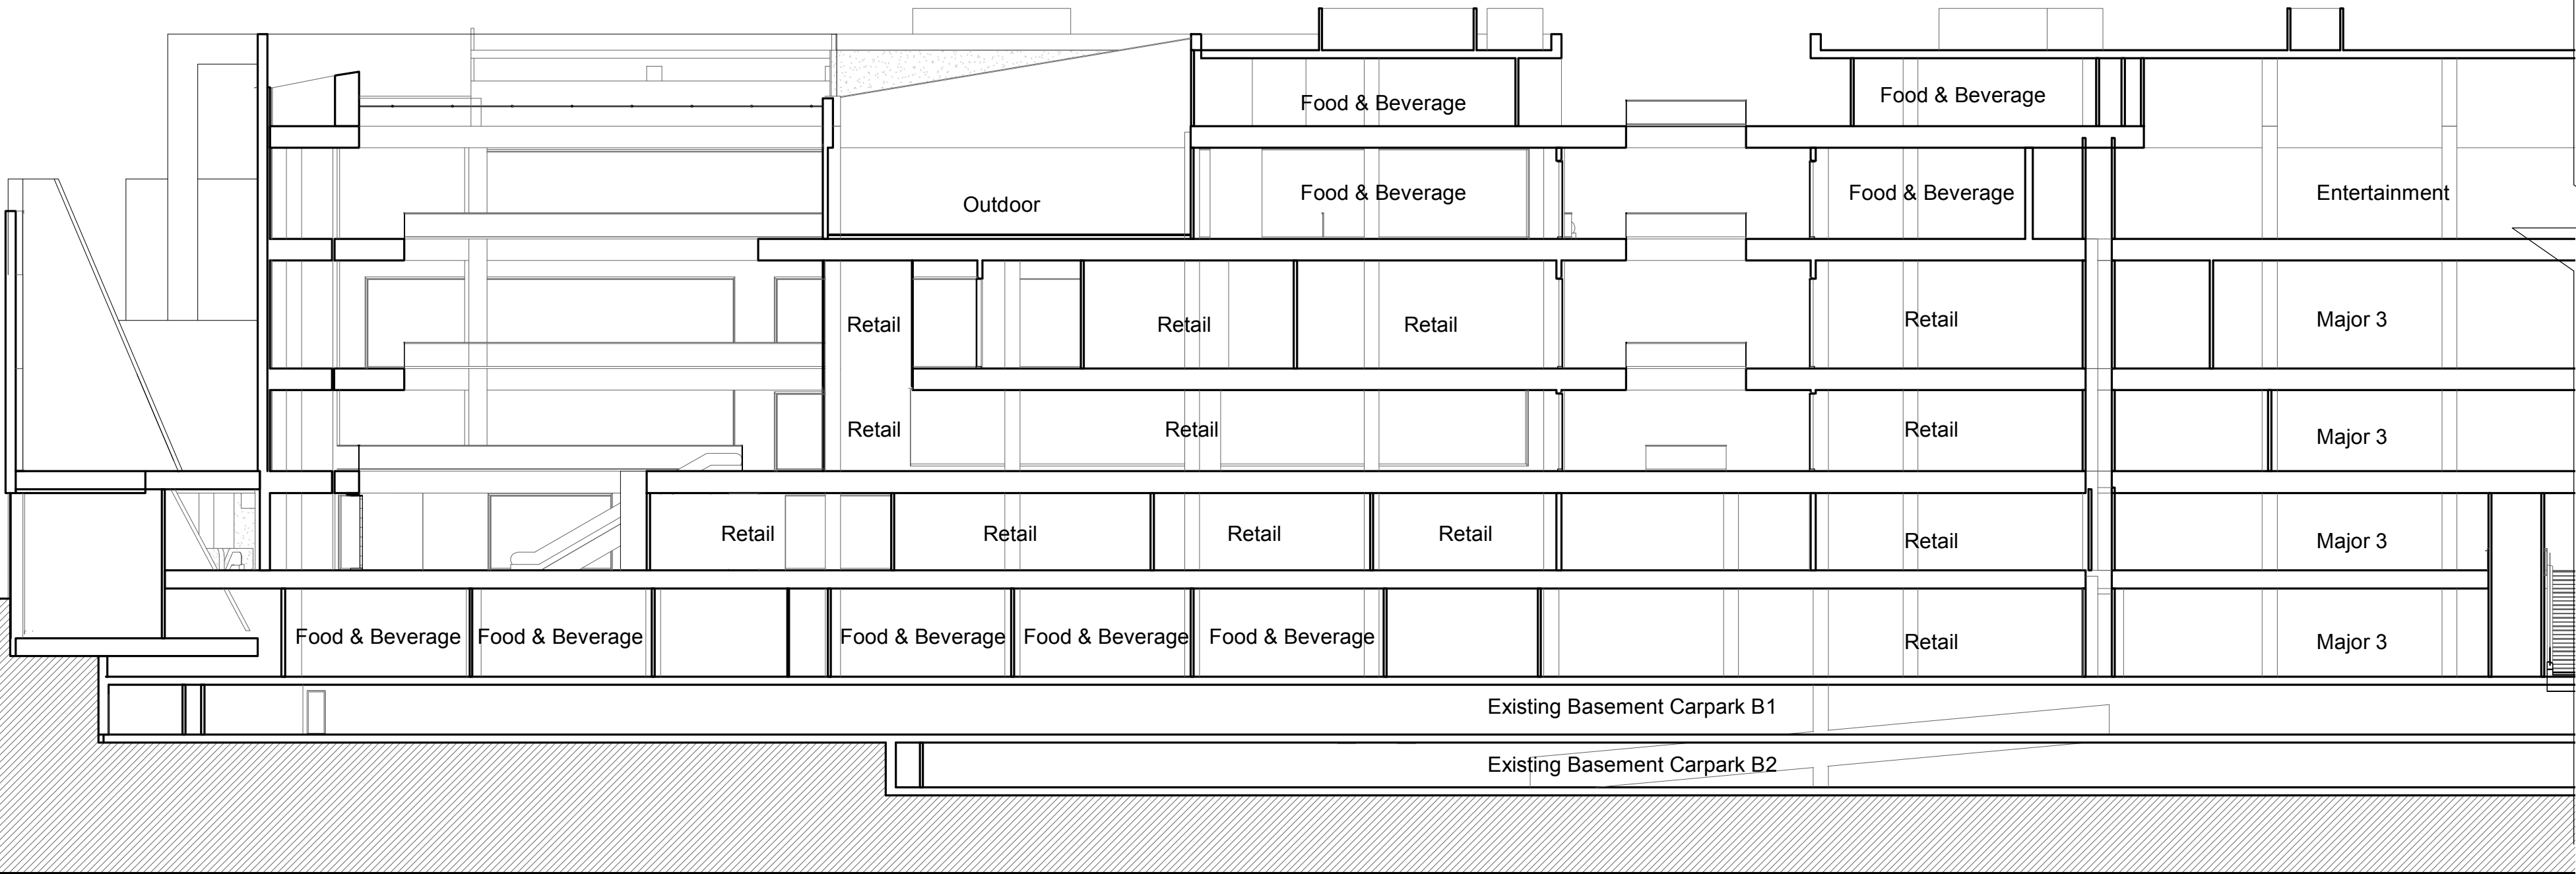 Food & Beverage
Food & Beverage
Outdoor
Food & Beverage
Food & Beverage
Entertainment
Retail
Retail
Retail
Retail
Major 3
Retail
Retail
Retail
Major 3
Retail
Retail
Retail
Retail
Retail
Major 3
Food & Beverage
Food & Beverage
Food & Beverage
Food & Beverage
Food & Beverage
Retail
Major 3
Existing Basement Carpark B1
Existing Basement Carpark B2